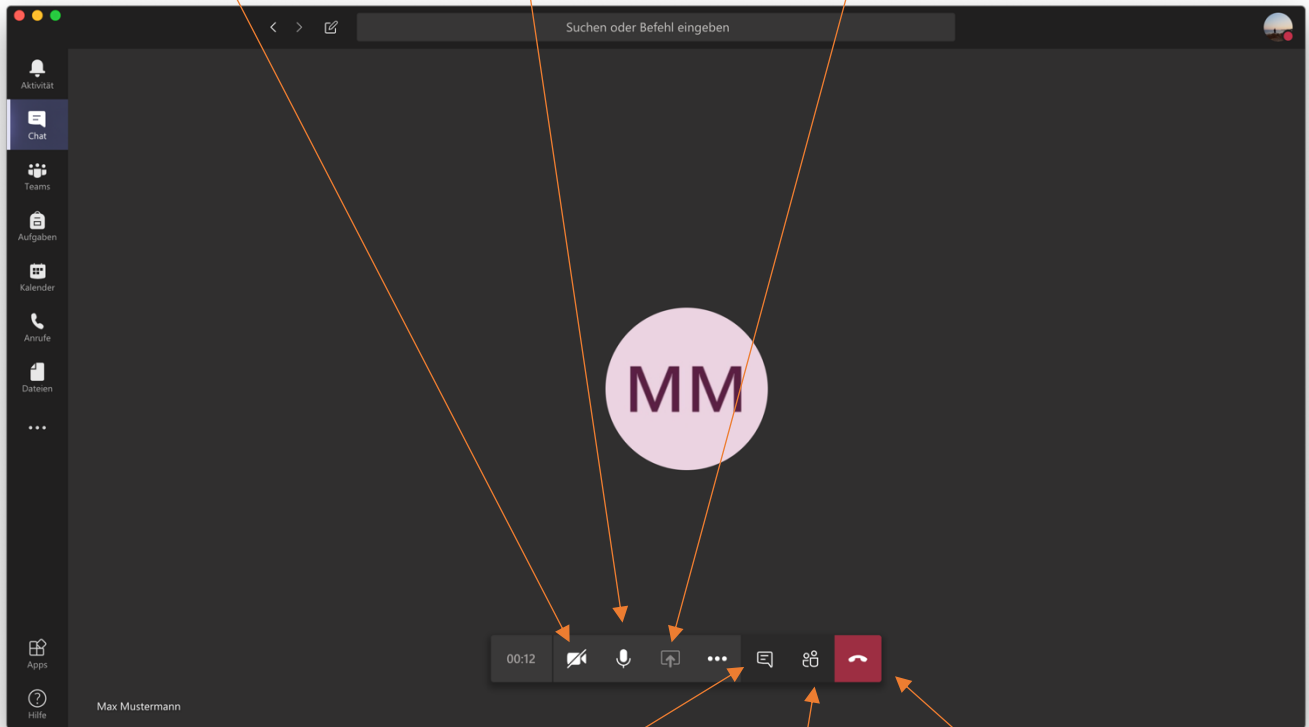 Suchen oder Befehl eingeben
Aktivität
Chat
Teams
Aufgaben
Kalender
Anrufe
Dateien
MM
00:12
Apps
Hilfe
Max Mustermann